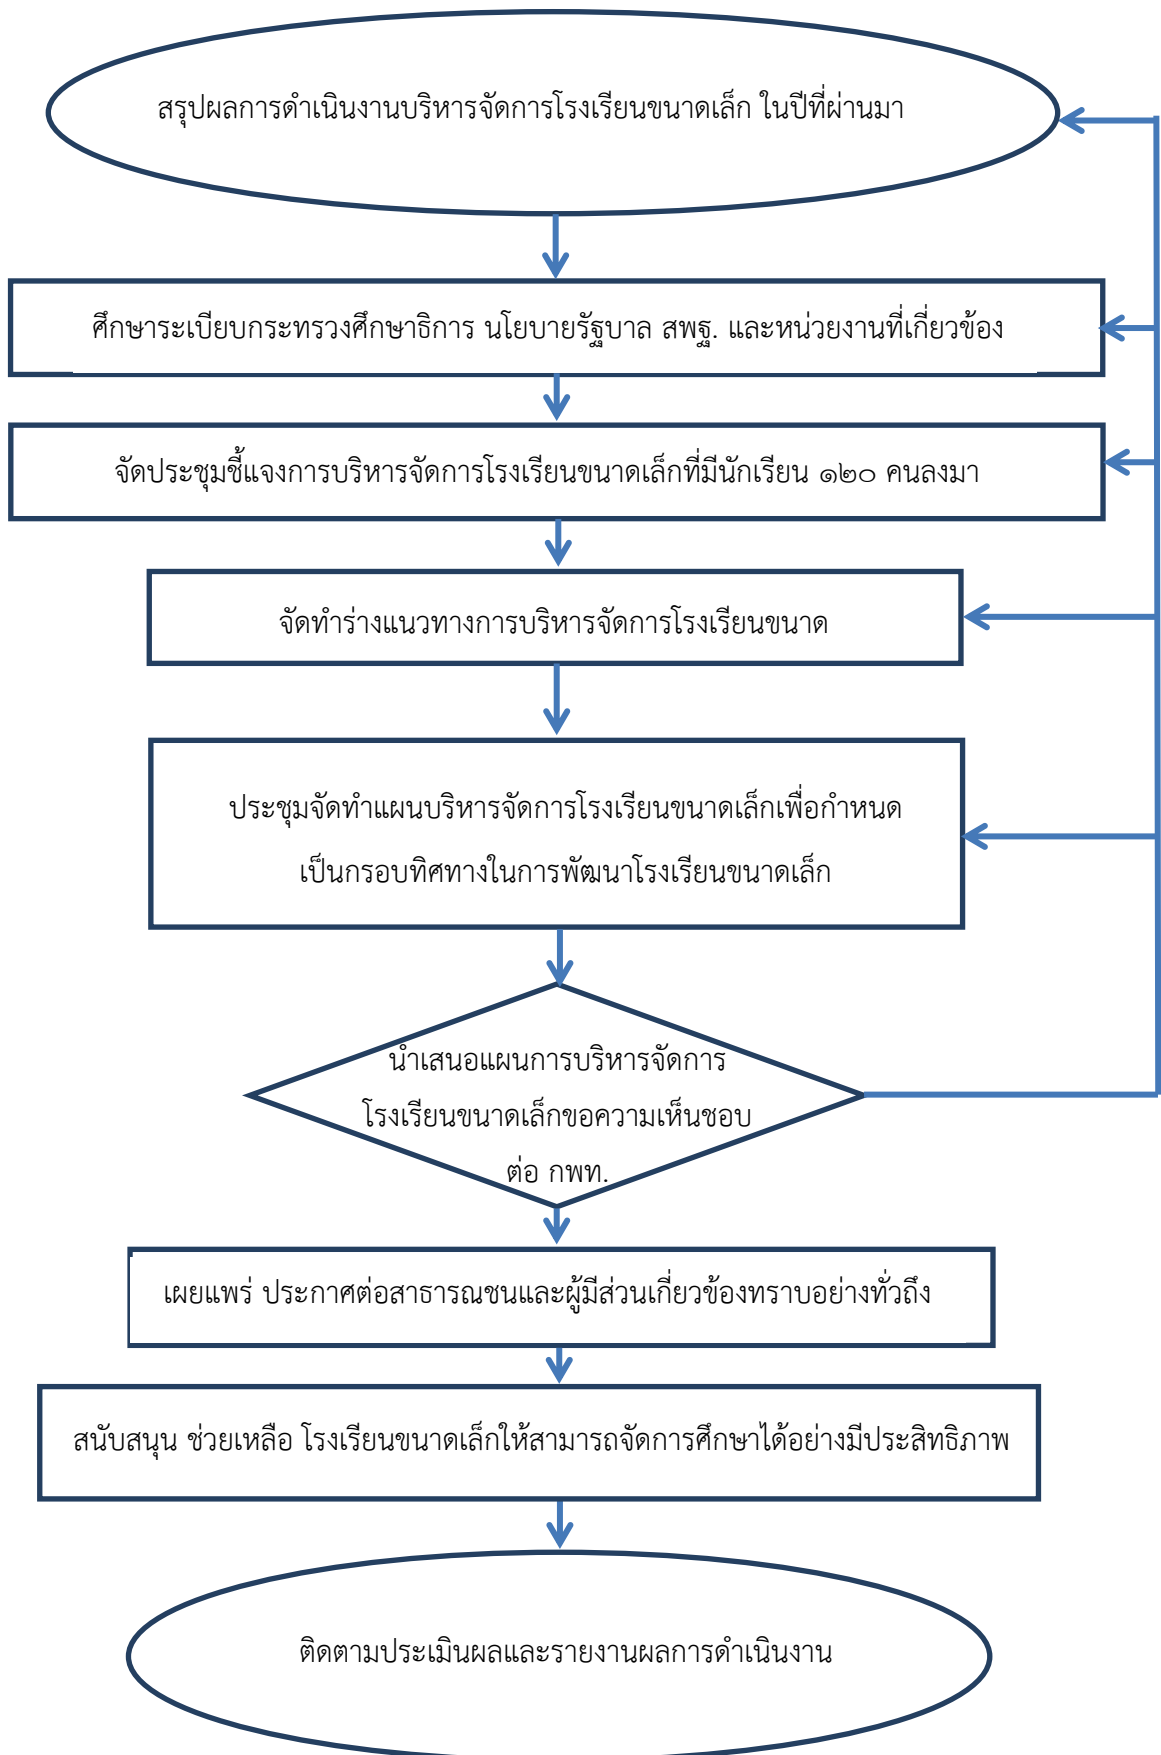 สรุปผลการดำเนินงานบริหารจัดการโรงเรียนขนาดเล็ก ในปีที่ผ่านมา
ศึกษาระเบียบกระทรวงศึกษาธิการ นโยบายรัฐบาล สพฐ. และหน่วยงานที่เกี่ยวข้อง
จัดประชุมชี้แจงการบริหารจัดการโรงเรียนขนาดเล็กที่มีนักเรียน ๑๒๐ คนลงมา
จัดทำร่างแนวทางการบริหารจัดการโรงเรียนขนาด
ประชุมจัดทำแผนบริหารจัดการโรงเรียนขนาดเล็กเพื่อกำหนด
เป็นกรอบทิศทางในการพัฒนาโรงเรียนขนาดเล็ก
นำเสนอแผนการบริหารจัดการ
โรงเรียนขนาดเล็กขอความเห็นชอบ
ต่อ กพท.
เผยแพร่ ประกาศต่อสาธารณชนและผู้มีส่วนเกี่ยวข้องทราบอย่างทั่วถึง
สนับสนุน ช่วยเหลือ โรงเรียนขนาดเล็กให้สามารถจัดการศึกษาได้อย่างมีประสิทธิภาพ
ติดตามประเมินผลและรายงานผลการดำเนินงาน